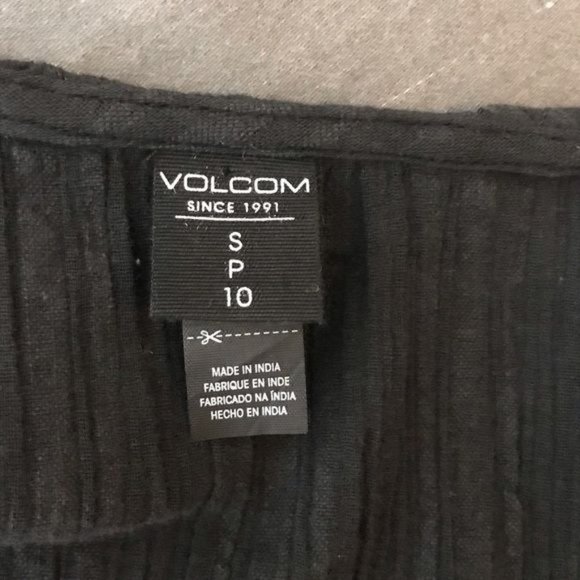 VOLCOM
SINCE 1991
S
P
10
MADE IN INDIA
FABRIQUE EN INDE
FABRICADO NA ÍNDIA
HECHO EN INDIA